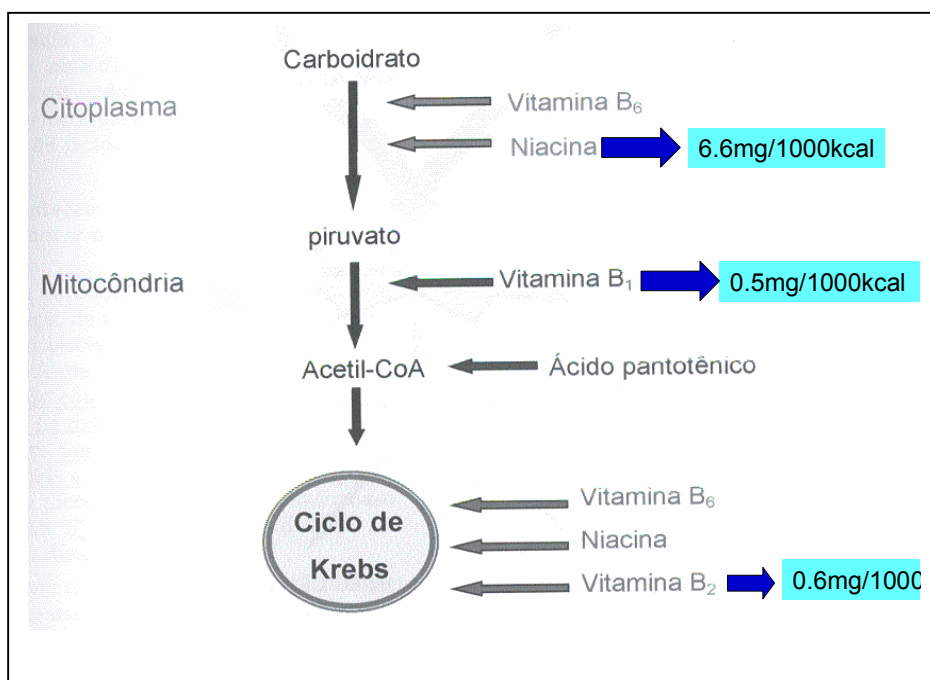 Carboidrato
Citoplasma
Vitamina B₆
Niacina
6.6mg/1000kcal
piruvato
Mitocôndria
Vitamina B₁
0.5mg/1000kcal
Acetil-CoA
Ácido pantotênico
Ciclo de
Krebs
Vitamina B₆
Niacina
Vitamina B₂
0.6mg/1000